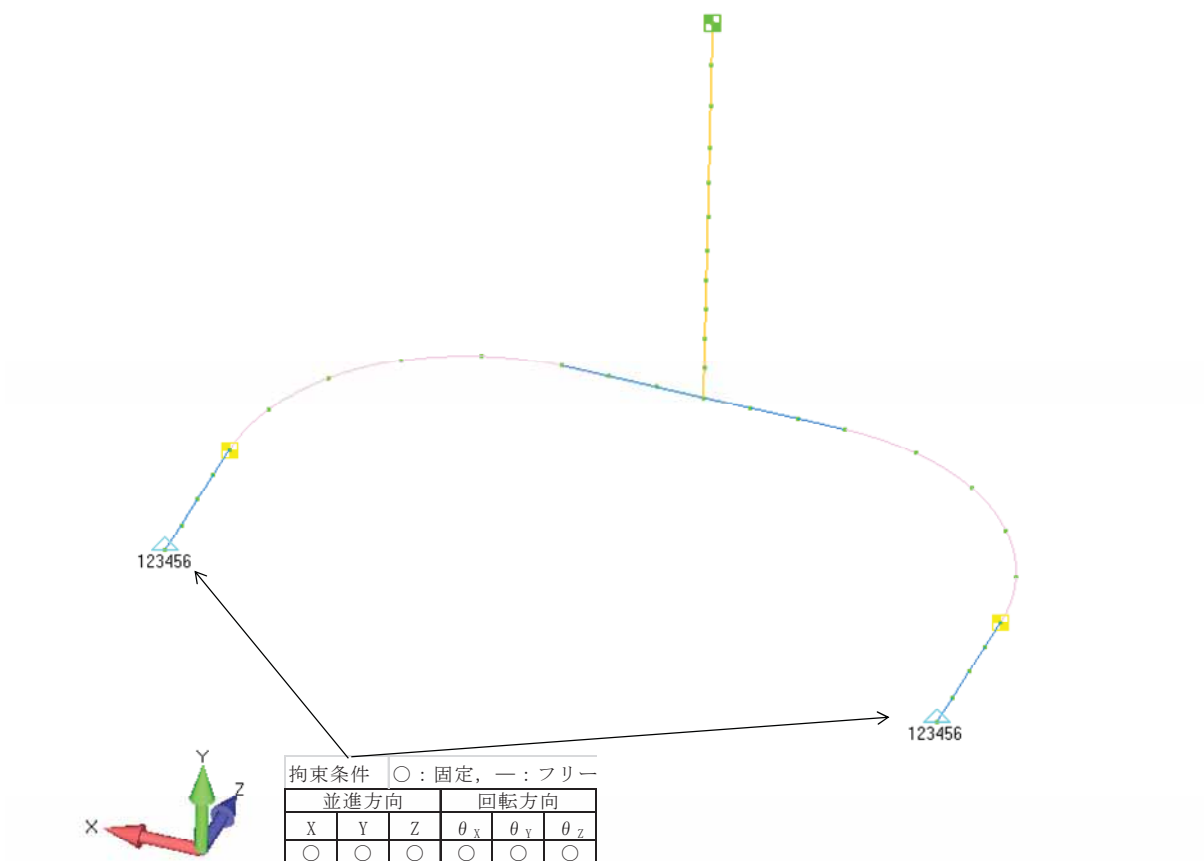 123456
123456
拘束条件 ○：固定，―：フリー
並進方向 回転方向
X Y Z θX θY θZ
○ ○ ○ ○ ○ ○
Y
Z
X